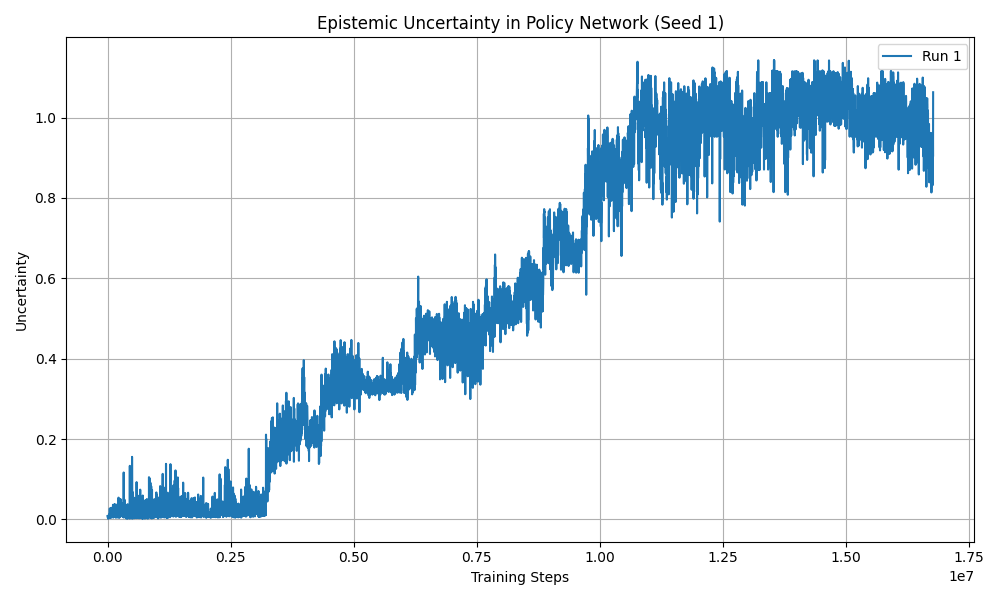 Epistemic Uncertainty in Policy Network (Seed 1)
Run 1
Uncertainty
1.0
0.8
0.6
0.4
0.2
0.0
0.00 0.25 0.50 0.75 1.00 1.25 1.50 1.75
1e7
Training Steps